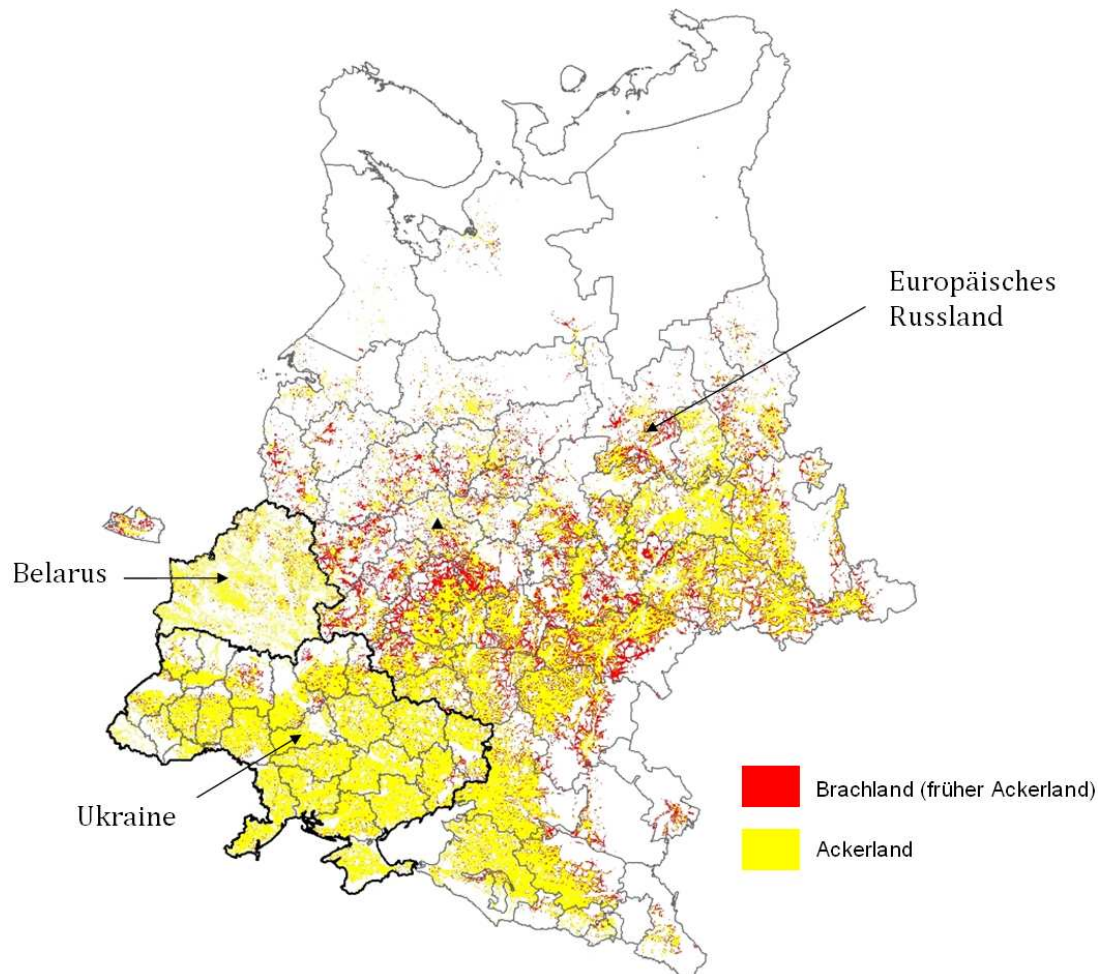 Europäisches
Russland
Belarus
Ukraine
Brachland (früher Ackerland)
Ackerland